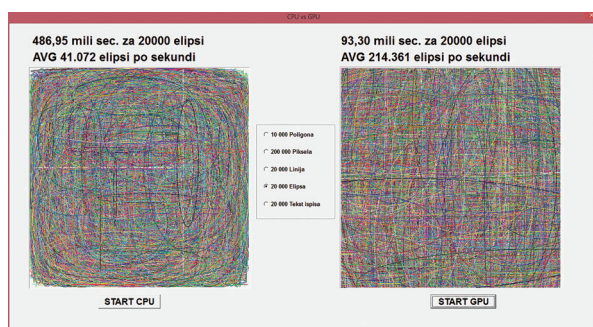 CPU vs GPU
486,95 mili sec. za 20000 elipsi
AVG 41.072 elipsi po sekundi
93,30 mili sec. za 20000 elipsi
AVG 214.361 elipsi po sekundi
10 000 Poligona
200 000 Piksela
20 000 Linija
20 000 Elipsa
20 000 Tekst ispisa
START CPU
START GPU